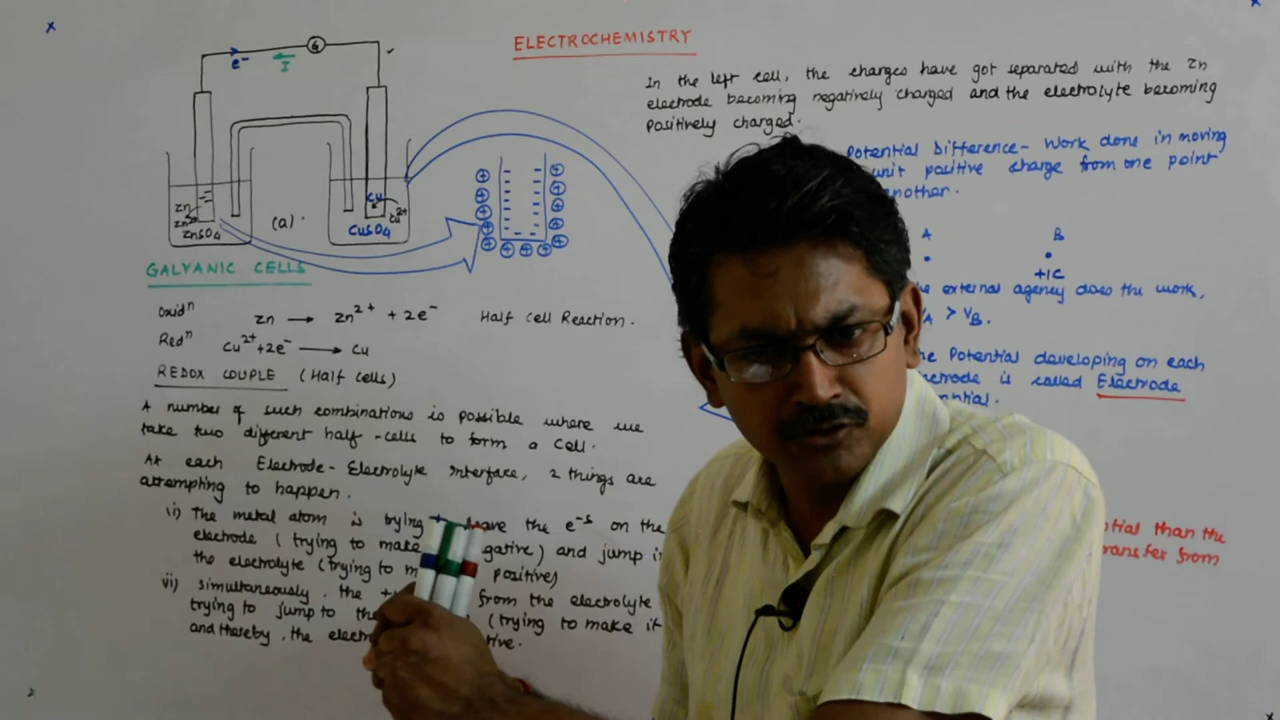 ELECTROCHEMISTRY
e⁻
I
G
Zn
Zn²⁺
ZnSO₄
(a)
Cu
Cu²⁺
CuSO₄
GALVANIC CELLS
Oxidⁿ Zn → Zn²⁺ + 2e⁻ Half Cell Reaction.
Redⁿ Cu²⁺+2e⁻ → Cu
REDOX COUPLE (Half Cells)
A number of such combinations is possible where we
take two different half-cells to form a Cell.
At each Electrode-Electrolyte Interface, 2 things are
attempting to happen.
i) The metal atom is trying the e⁻s on the
electrode (trying to make and jump
the electrolyte (trying to positive)
ii) Simultaneously, the from the electrolyte
trying to jump to the (trying to make it
and thereby, the
In the left cell, the charges have got separated with the Zn
electrode becoming negatively charged and the electrolyte becoming
Positively charged.
Potential Difference- Work done in moving
unit positive charge from one point
another.
A B
+1C
external agency does the work,
> V_B.
Potential developing on each
is called Electrode
than the
from